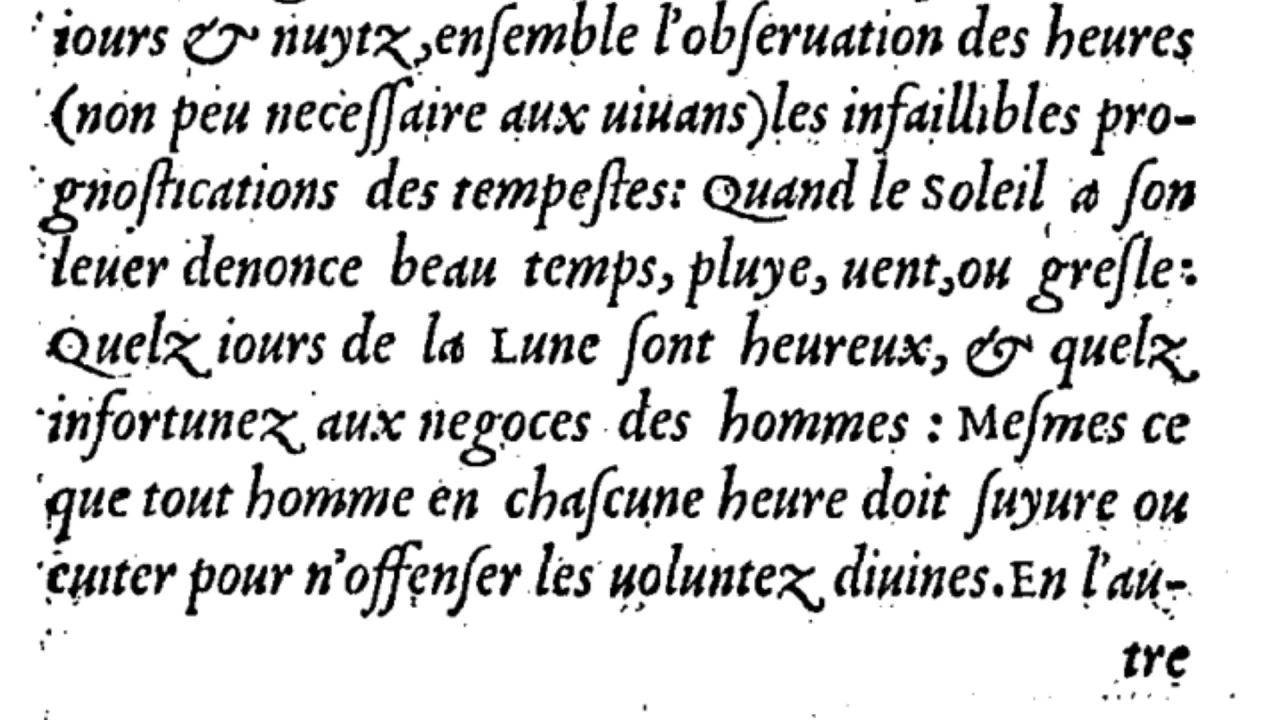 iours & nuytz, enſemble l'obſeruation des heures
(non peu neceſſaire aux uiuans) les infaillibles pro-
gnoſtications des tempeſtes: Quand le Soleil a ſon
leuer denonce beau temps, pluye, uent, ou greſle:
Quelz iours de la Lune ſont heureux, & quelz
infortunez aux negoces des hommes : Meſmes ce
que tout homme en chaſcune heure doit ſuyure ou
euiter pour n'offenſer les uoluntez diuines. En l'au-
tre